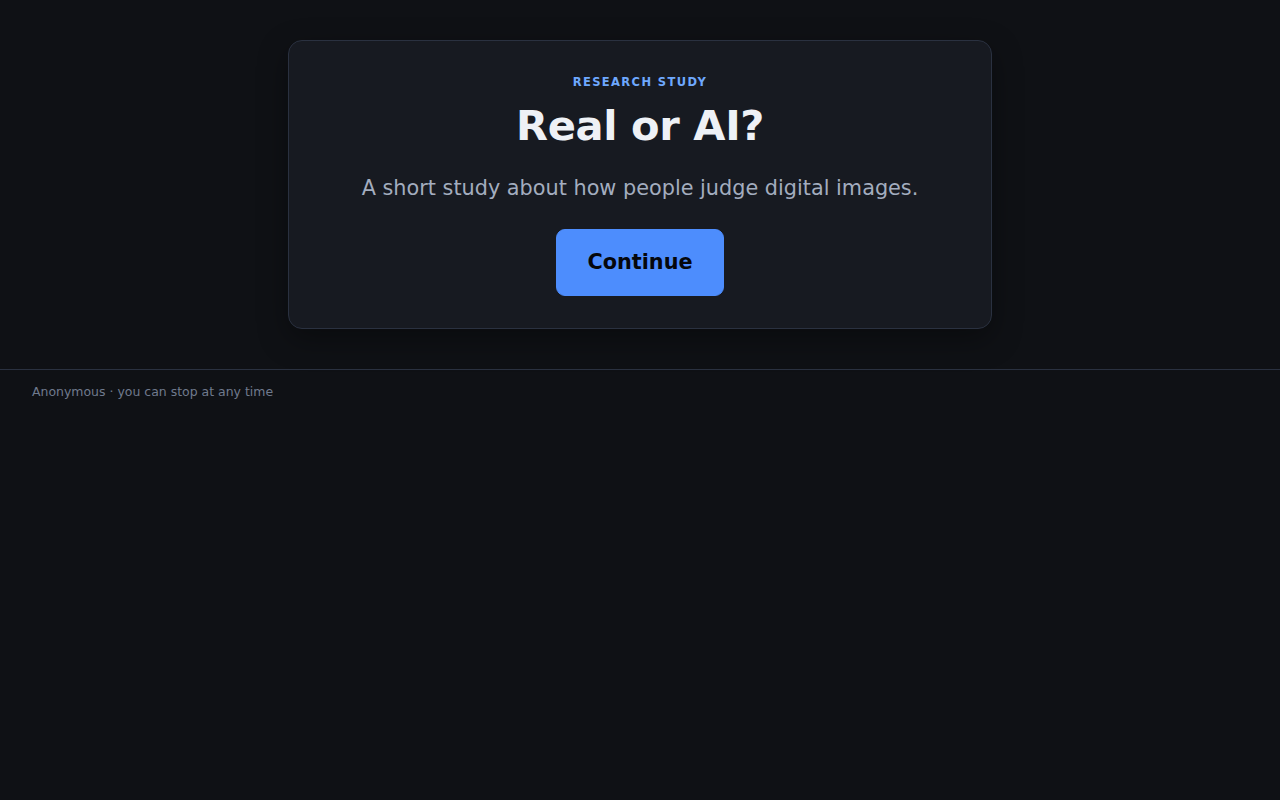 RESEARCH STUDY
Real or AI?
A short study about how people judge digital images.
Continue
Anonymous · you can stop at any time